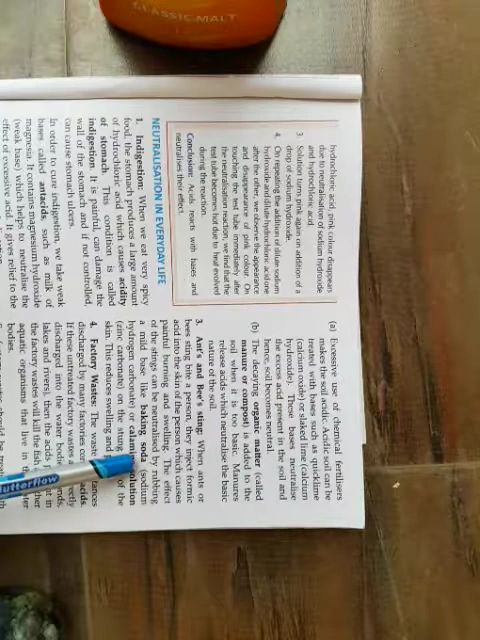 CLASSIC MALT
hydrochloric acid, pink colour disappears
due to neutralisation of sodium hydroxide
and hydrochloric acid.
3. Solution turns pink again on addition of a
drop of sodium hydroxide.
4. On repeating the addition of dilute sodium
hydroxide and dilute hydrochloric acid one
after the other, we observe the appearance
and disappearance of pink colour. On
touching the test tube immediately after
the neutralisation reaction, we find that the
test tube becomes hot due to heat evolved
during the reaction.
Conclusion: Acids reacts with bases and
neutralises their effect.
NEUTRALISATION IN EVERYDAY LIFE
1. Indigestion: When we eat very spicy
food, the stomach produces a large amount
of hydrochloric acid which causes acidity
of stomach. This condition is called
indigestion. It is painful, can damage the
wall of the stomach and if not controlled,
can cause stomach ulcers.
In order to cure indigestion, we take weak
bases called antacids, such as milk of
magnesia. It contains magnesium hydroxide
(weak base) which helps to neutralise the
effect of excessive acid. It gives relief to the
(a) Excessive use of chemical fertilisers
makes the soil acidic. Acidic soil can be
treated with bases such as quicklime
(calcium oxide) or slaked lime (calcium
hydroxide). These bases neutralise
the excess acid present in the soil and
hence, soil becomes neutral.
(b) The decaying organic matter (called
manure or compost) is added to the
soil when it is too basic. Manures
release acids which neutralise the basic
nature of the soil.
3. Ant's and Bee's sting: When ants or
bees sting bite a person, they inject formic
acid into the skin of the person which causes
painful burning and swelling. The effect
of the stings can be neutralised by rubbing
a mild base like baking soda (sodium
hydrogen carbonate) or calamine solution
(zinc carbonate) on the stung of the
skin. This reduces swelling and
4. Factory Wastes: The waste
discharged by many factories acids.
If these untreated factory wastes
discharged into the water
lakes and rivers), then the acids in
the factory wastes will kill the fish
aquatic organisms that live in
bodies.
utterflow